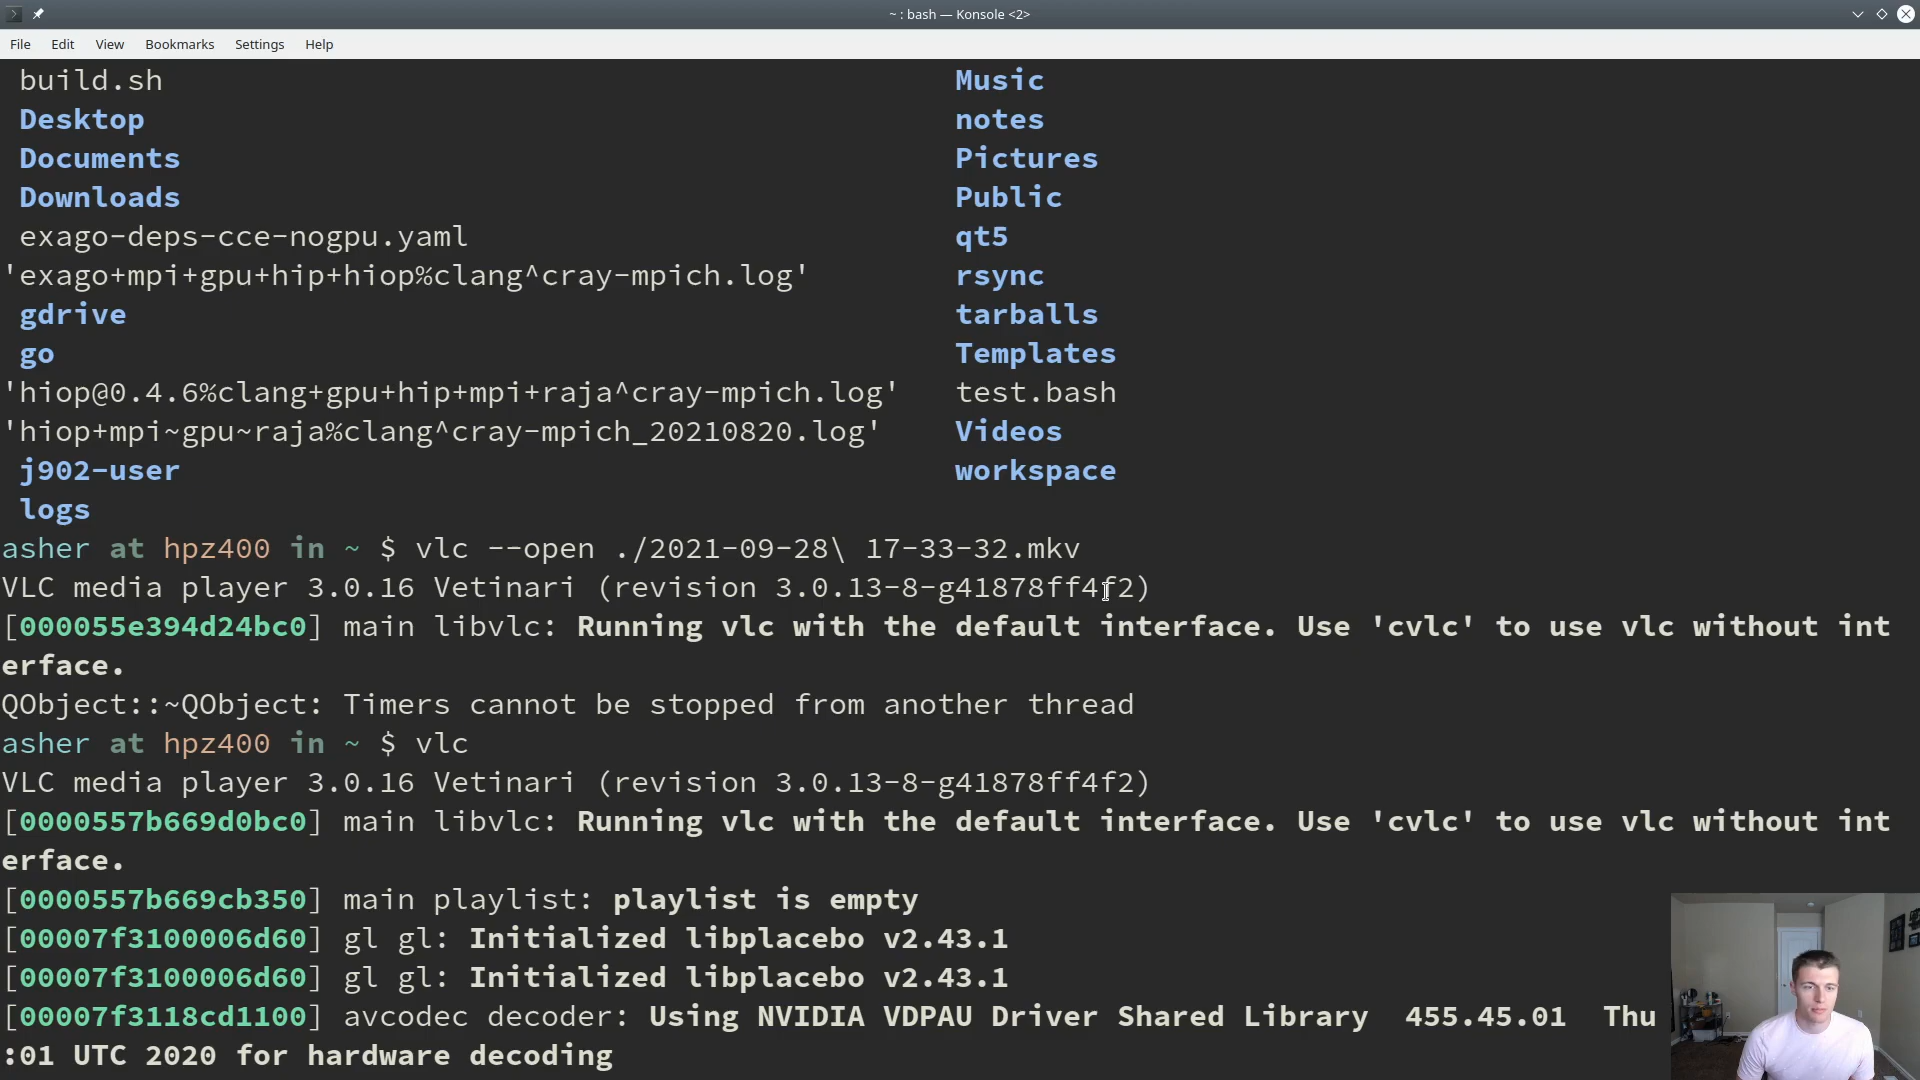 ~ : bash — Konsole <2>
File Edit View Bookmarks Settings Help
build.sh Music
Desktop notes
Documents Pictures
Downloads Public
exago-deps-cce-nogpu.yaml qt5
'exago+mpi+gpu+hip+hiop%clang^cray-mpich.log' rsync
gdrive tarballs
go Templates
'hiop@0.4.6%clang+gpu+hip+mpi+raja^cray-mpich.log' test.bash
'hiop+mpi~gpu~raja%clang^cray-mpich_20210820.log' Videos
j902-user workspace
logs
asher at hpz400 in ~ $ vlc --open ./2021-09-28\ 17-33-32.mkv
VLC media player 3.0.16 Vetinari (revision 3.0.13-8-g41878ff4f2)
[000055e394d24bc0] main libvlc: Running vlc with the default interface. Use 'cvlc' to use vlc without int
erface.
QObject::~QObject: Timers cannot be stopped from another thread
asher at hpz400 in ~ $ vlc
VLC media player 3.0.16 Vetinari (revision 3.0.13-8-g41878ff4f2)
[0000557b669d0bc0] main libvlc: Running vlc with the default interface. Use 'cvlc' to use vlc without int
erface.
[0000557b669cb350] main playlist: playlist is empty
[00007f3100006d60] gl gl: Initialized libplacebo v2.43.1
[00007f3100006d60] gl gl: Initialized libplacebo v2.43.1
[00007f3118cd1100] avcodec decoder: Using NVIDIA VDPAU Driver Shared Library 455.45.01 Thu
:01 UTC 2020 for hardware decoding